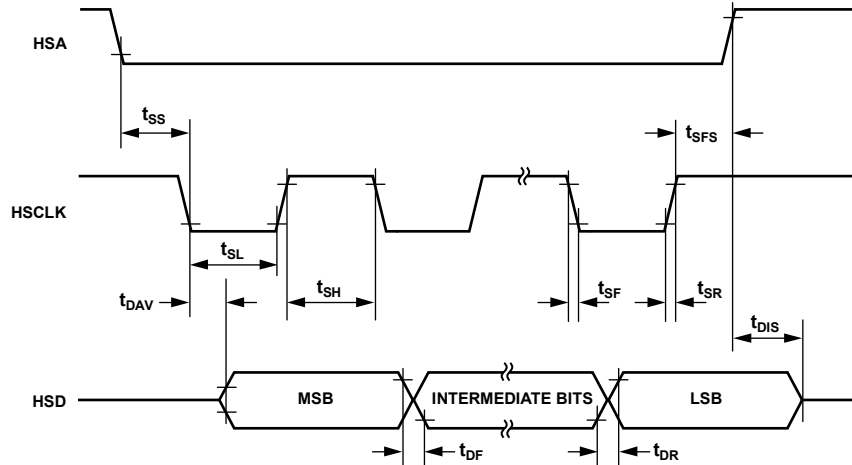 HSA
tSS
tSFS
HSCLK
tSL
tSH
tSF
tSR
tDAV
tDIS
HSD
MSB
INTERMEDIATE BITS
LSB
tDF
tDR